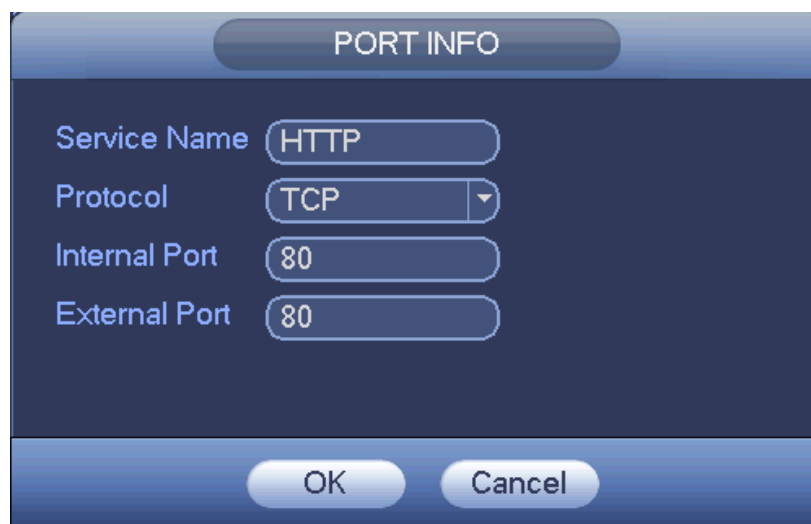 PORT INFO
Service Name HTTP
Protocol TCP
Internal Port 80
External Port 80
OK Cancel